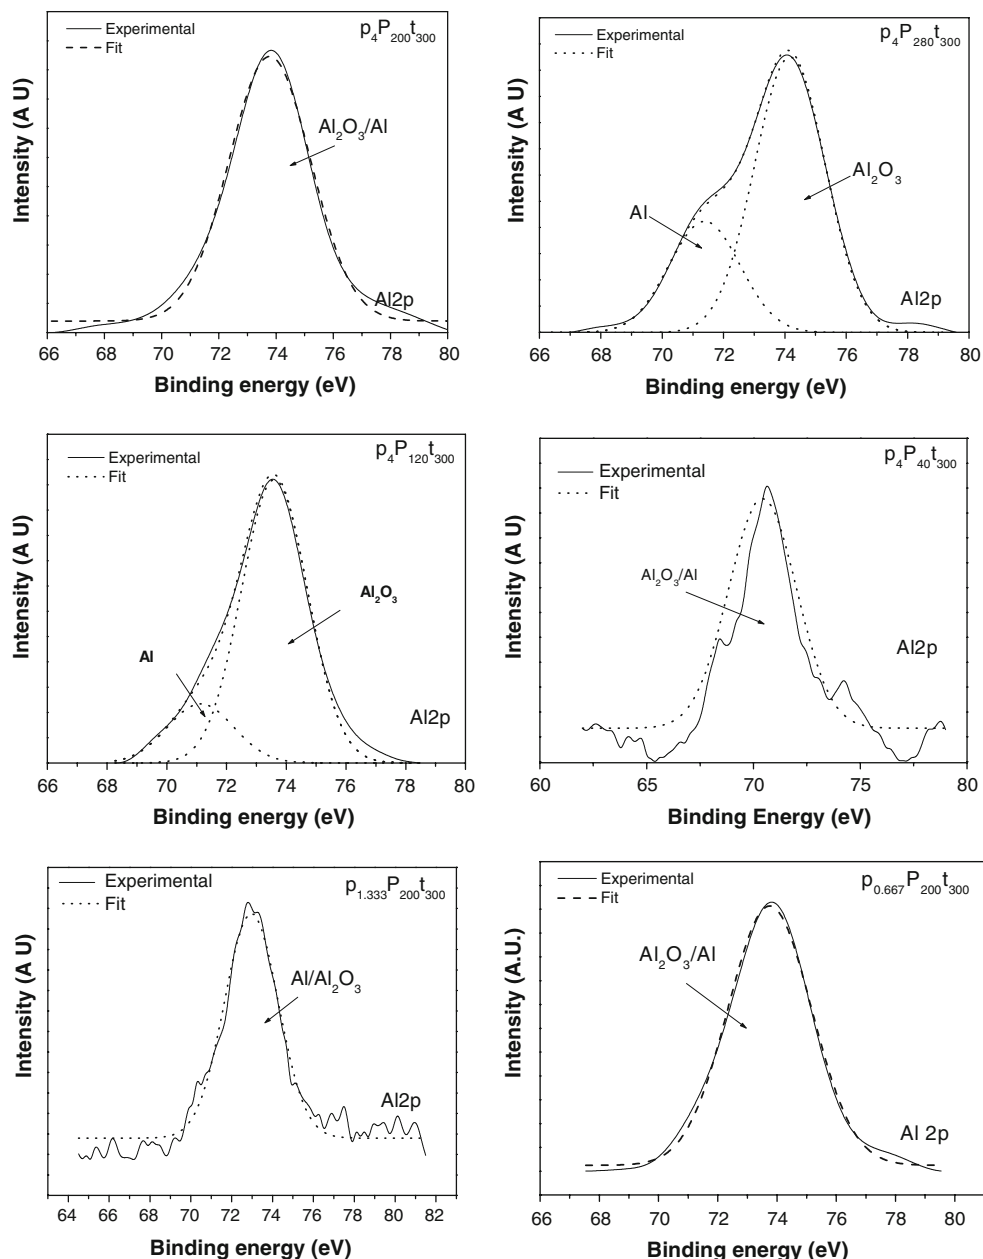 Experimental
Fit
p4P200t300
Al2O3/Al
Al2p
Intensity (A U)
66 68 70 72 74 76 78 80
Binding energy (eV)
Experimental
Fit
p4P280t300
Al
Al2O3
Al2p
Intensity (A U)
66 68 70 72 74 76 78 80
Binding energy (eV)
Experimental
Fit
p4P120t300
Al
Al2O3
Al2p
Intensity (A U)
66 68 70 72 74 76 78 80
Binding energy (eV)
Experimental
Fit
p4P40t300
Al2O3/Al
Al2p
Intensity (A U)
60 65 70 75 80
Binding Energy (eV)
Experimental
Fit
p1.333P200t300
Al/Al2O3
Al2p
Intensity (A U)
64 66 68 70 72 74 76 78 80 82
Binding energy (eV)
Experimental
Fit
p0.667P200t300
Al2O3/Al
Al 2p
Intensity (A.U.)
66 68 70 72 74 76 78 80
Binding energy (eV)